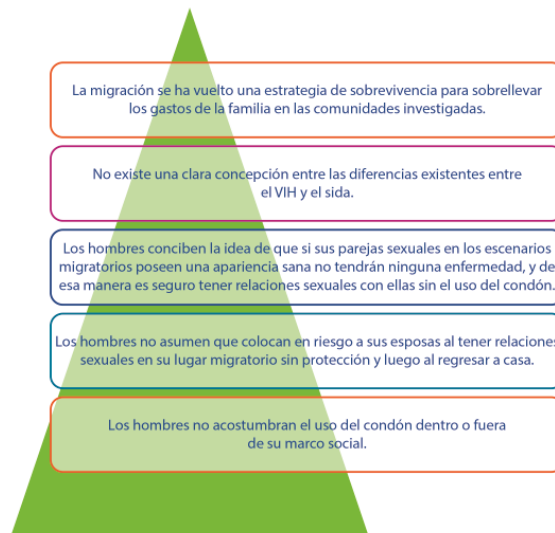 La migración se ha vuelto una estrategia de sobrevivencia para sobrellevar
los gastos de la familia en las comunidades investigadas.
No existe una clara concepción entre las diferencias existentes entre
el VIH y el sida.
Los hombres conciben la idea de que si sus parejas sexuales en los escenarios
migratorios poseen una apariencia sana no tendrán ninguna enfermedad, y de
esa manera es seguro tener relaciones sexuales con ellas sin el uso del condón.
Los hombres no asumen que colocan en riesgo a sus esposas al tener relaciones
sexuales en su lugar migratorio sin protección y luego al regresar a casa.
Los hombres no acostumbran el uso del condón dentro o fuera
de su marco social.